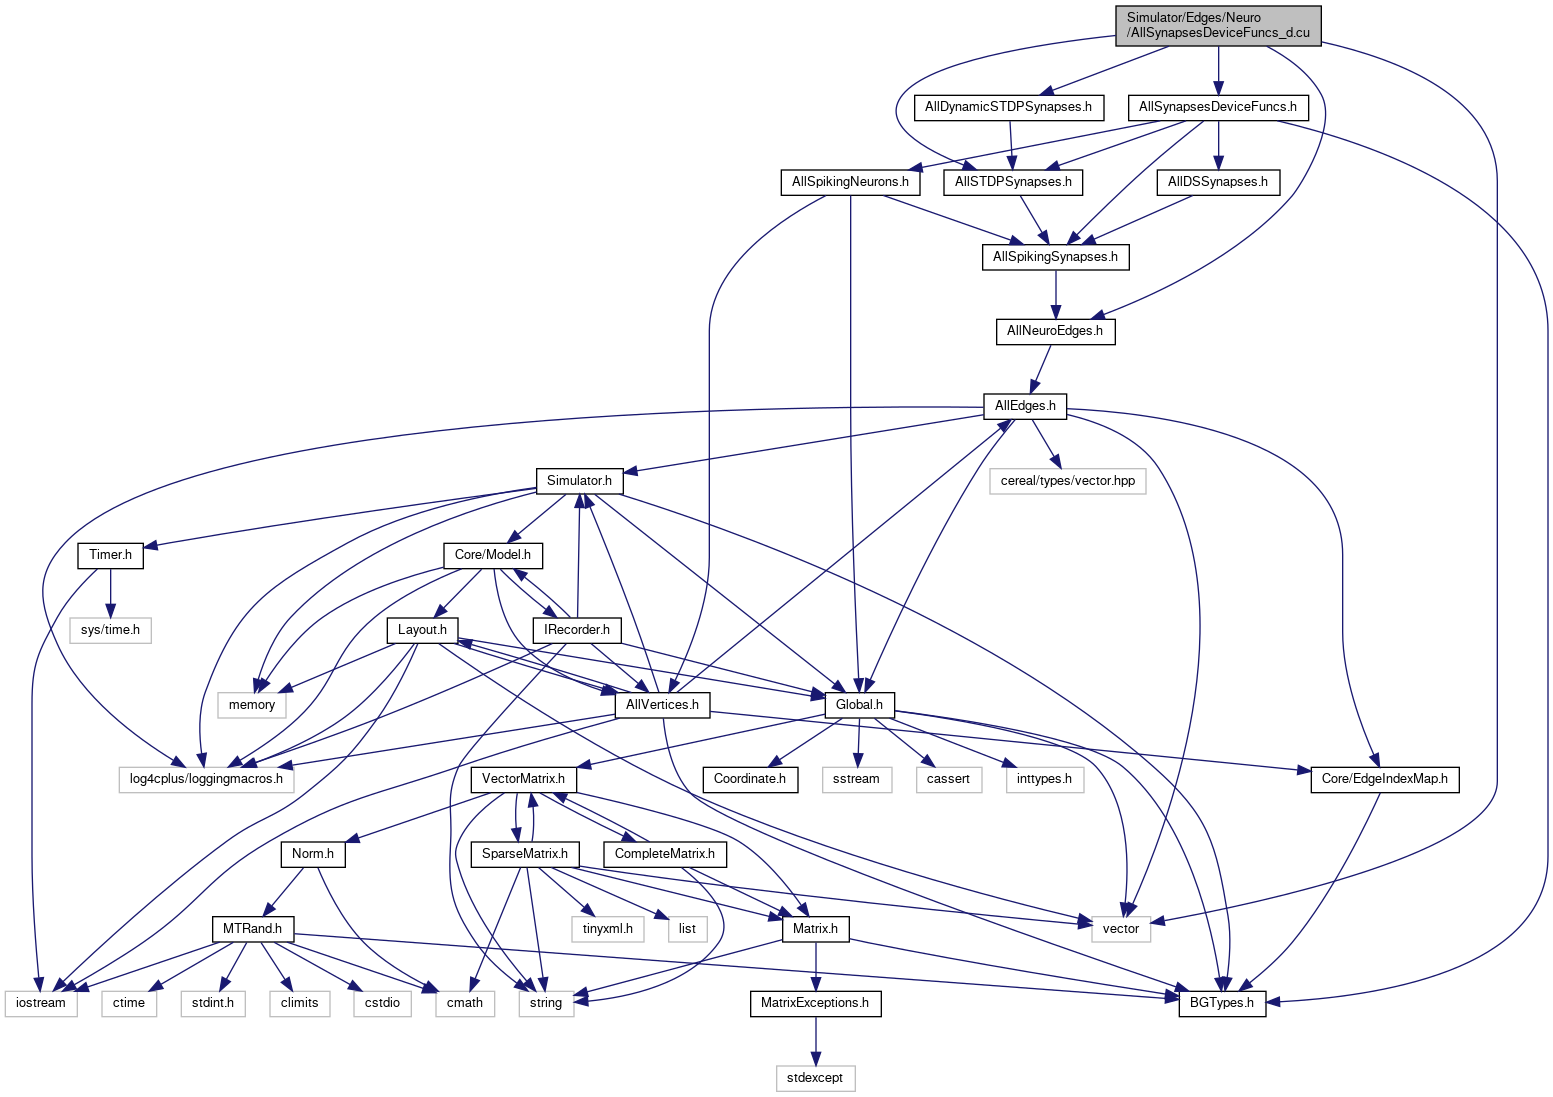 Simulator/Edges/Neuro
/AllSynapsesDeviceFuncs_d.cu
AllDynamicSTDPSynapses.h
AllSynapsesDeviceFuncs.h
AllSpikingNeurons.h
AllSTDPSynapses.h
AllDSSynapses.h
AllSpikingSynapses.h
AllNeuroEdges.h
AllEdges.h
Simulator.h
cereal/types/vector.hpp
Timer.h
Core/Model.h
sys/time.h
Layout.h
IRecorder.h
memory
AllVertices.h
Global.h
log4cplus/loggingmacros.h
VectorMatrix.h
Coordinate.h
sstream
cassert
inttypes.h
Core/EdgeIndexMap.h
Norm.h
SparseMatrix.h
CompleteMatrix.h
MTRand.h
tinyxml.h
list
Matrix.h
vector
iostream
ctime
stdint.h
climits
cstdio
cmath
string
MatrixExceptions.h
BGTypes.h
stdexcept